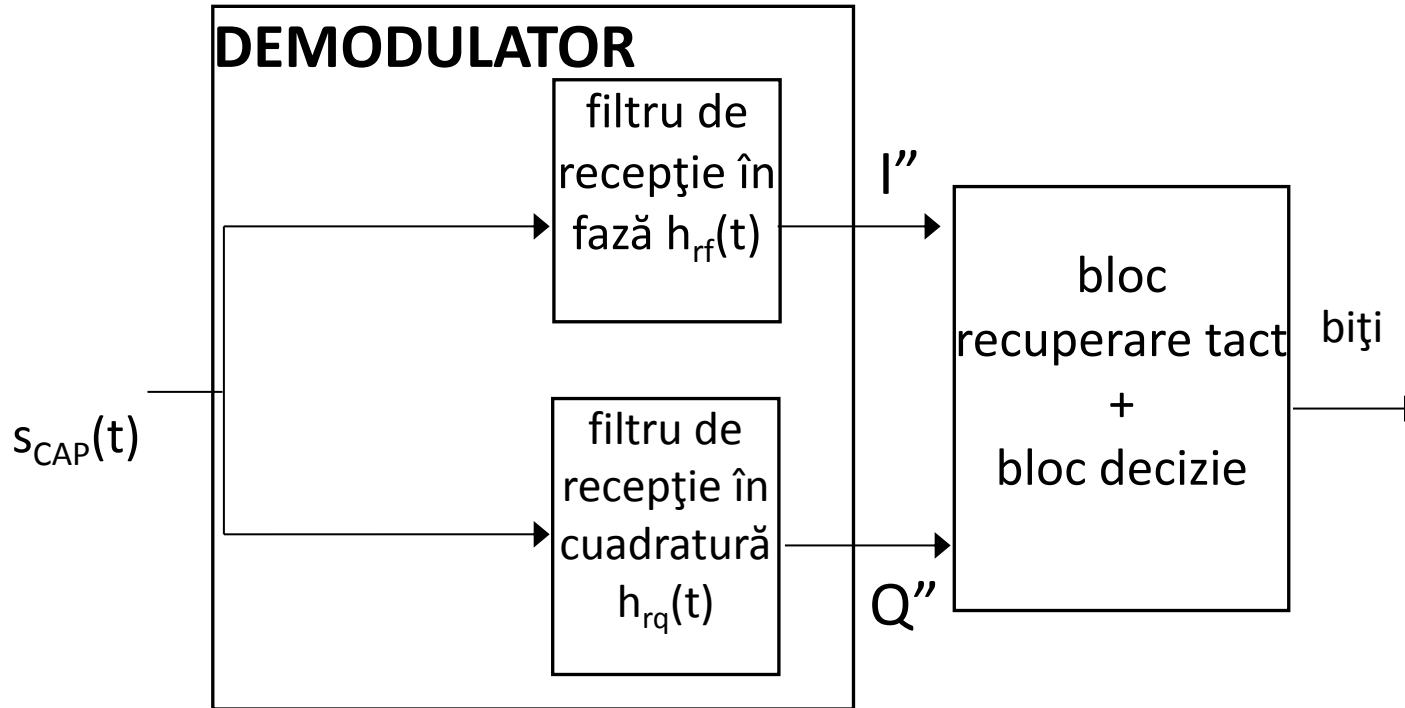 DEMODULATOR
filtru de
recepţie în
fază h_rf(t)
I”
s_CAP(t)
filtru de
recepţie în
cuadratură
h_rq(t)
Q”
bloc
recuperare tact
+
bloc decizie
biţi